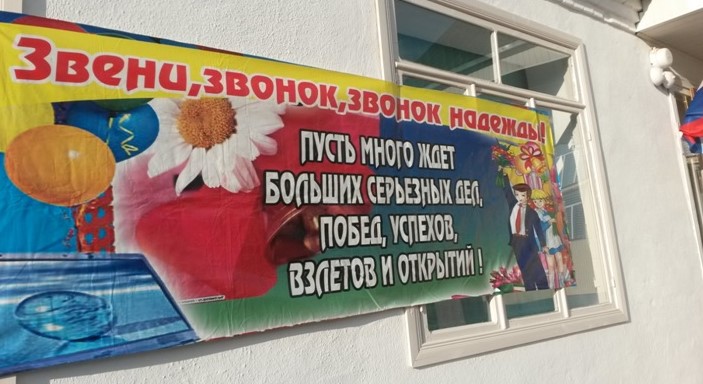 Звени, звонок, звонок надежды!
ПУСТЬ МНОГО ЖДЕТ
БОЛЬШИХ СЕРЬЕЗНЫХ ДЕЛ,
ПОБЕД, УСПЕХОВ,
ВЗЛЕТОВ И ОТКРЫТИЙ !